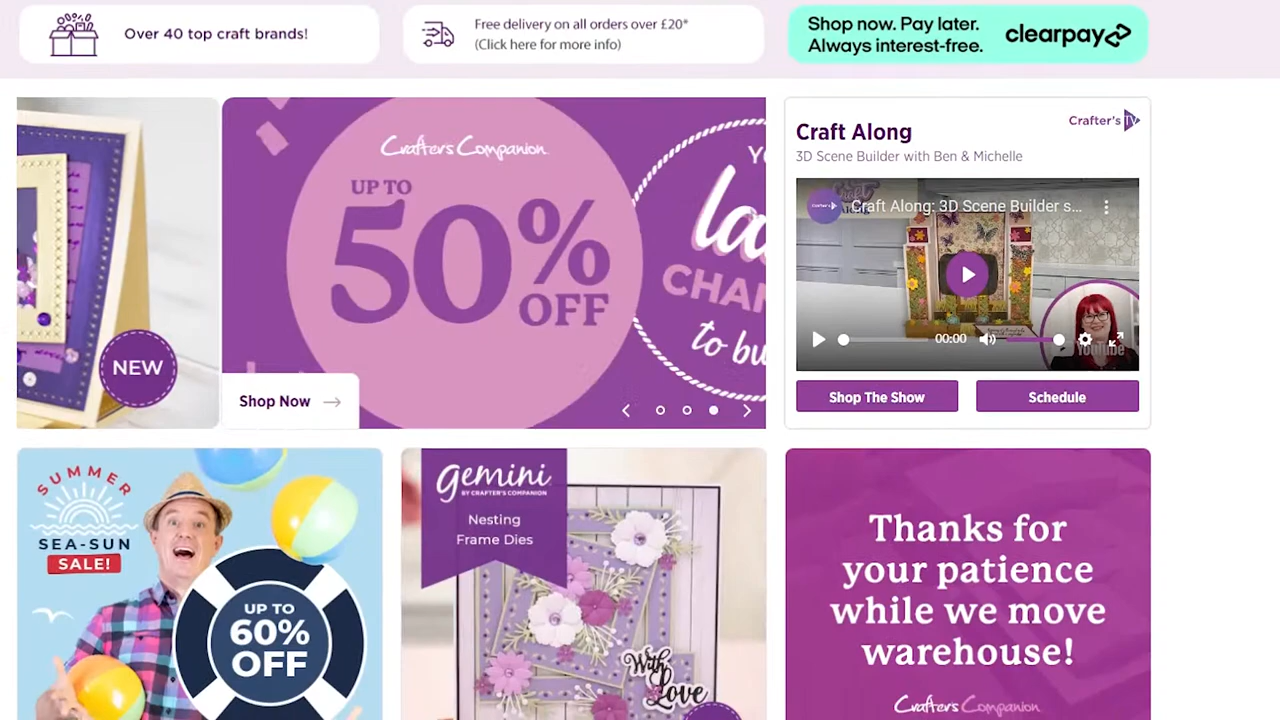 Over 40 top craft brands!
Free delivery on all orders over £20*
(Click here for more info)
Shop now. Pay later.
Always interest-free.
clearpay
NEW
Crafter's Companion
UP TO
50%
OFF
to
Shop Now
Crafter's TV
Craft Along
3D Scene Builder with Ben & Michelle
Craft Along: 3D Scene Builder s...
00:00
YouTube
Shop The Show
Schedule
SUMMER
SEA-SUN
SALE!
UP TO
60%
OFF
gemini
BY CRAFTER'S COMPANION
Nesting
Frame Dies
With
Love
Thanks for
your patience
while we move
warehouse!
Crafter's Companion